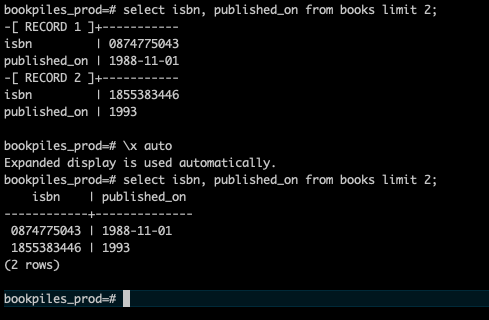 bookpiles_prod=# select isbn, published_on from books limit 2;
-[ RECORD 1 ]+-----------
isbn         | 0874775043
published_on | 1988-11-01
-[ RECORD 2 ]+-----------
isbn         | 1855383446
published_on | 1993

bookpiles_prod=# \x auto
Expanded display is used automatically.
bookpiles_prod=# select isbn, published_on from books limit 2;
    isbn    | published_on
------------+--------------
 0874775043 | 1988-11-01
 1855383446 | 1993
(2 rows)

bookpiles_prod=#